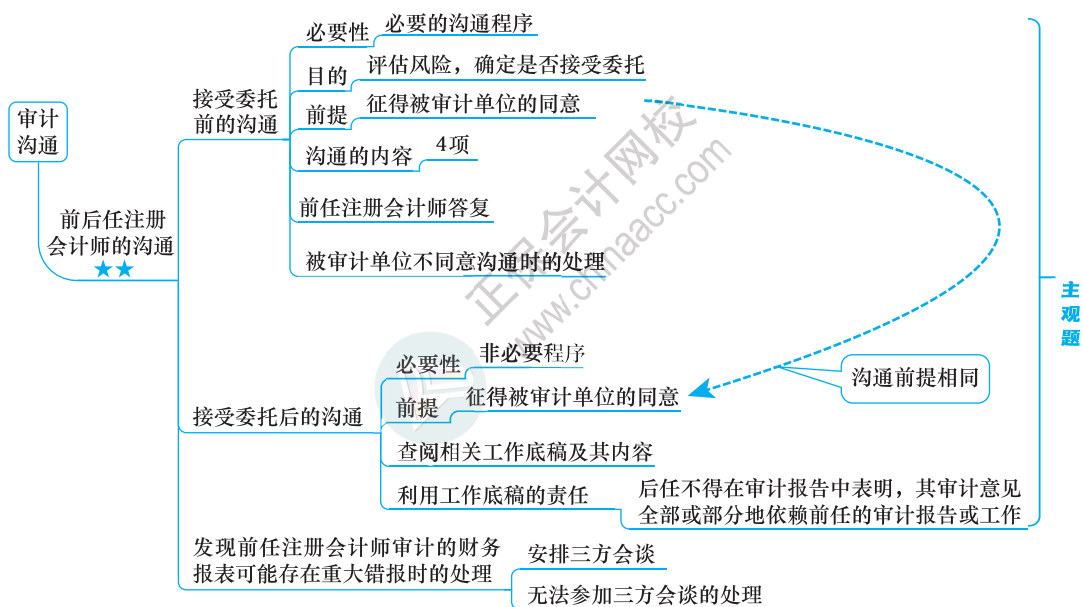 审计
沟通
前后任注册
会计师的沟通
★★
接受委托
前的沟通
必要性
必要的沟通程序
目的
评估风险，确定是否接受委托
前提
征得被审计单位的同意
沟通的内容
4项
前任注册会计师答复
被审计单位不同意沟通时的处理
接受委托后的沟通
必要性
非必要程序
前提
征得被审计单位的同意
查阅相关工作底稿及其内容
利用工作底稿的责任
后任不得在审计报告中表明，其审计意见
全部或部分地依赖前任的审计报告或工作
发现前任注册会计师审计的财务
报表可能存在重大错报时的处理
安排三方会谈
无法参加三方会谈的处理
沟通前提相同
主
观
题
正保会计网校
www.chinaacc.com